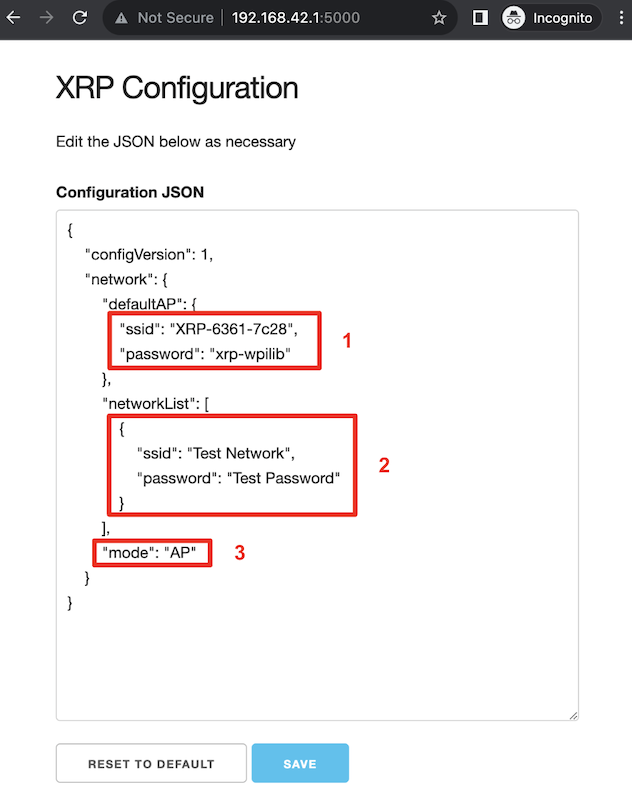 Not Secure 192.168.42.1:5000 Incognito
XRP Configuration
Edit the JSON below as necessary
Configuration JSON
{
"configVersion": 1,
"network": {
"defaultAP": {
"ssid": "XRP-6361-7c28",
1
"password": "xrp-wpilib"
},
"networkList": [
{
"ssid": "Test Network",
2
"password": "Test Password"
}
],
"mode": "AP" 3
}
}
RESET TO DEFAULT SAVE